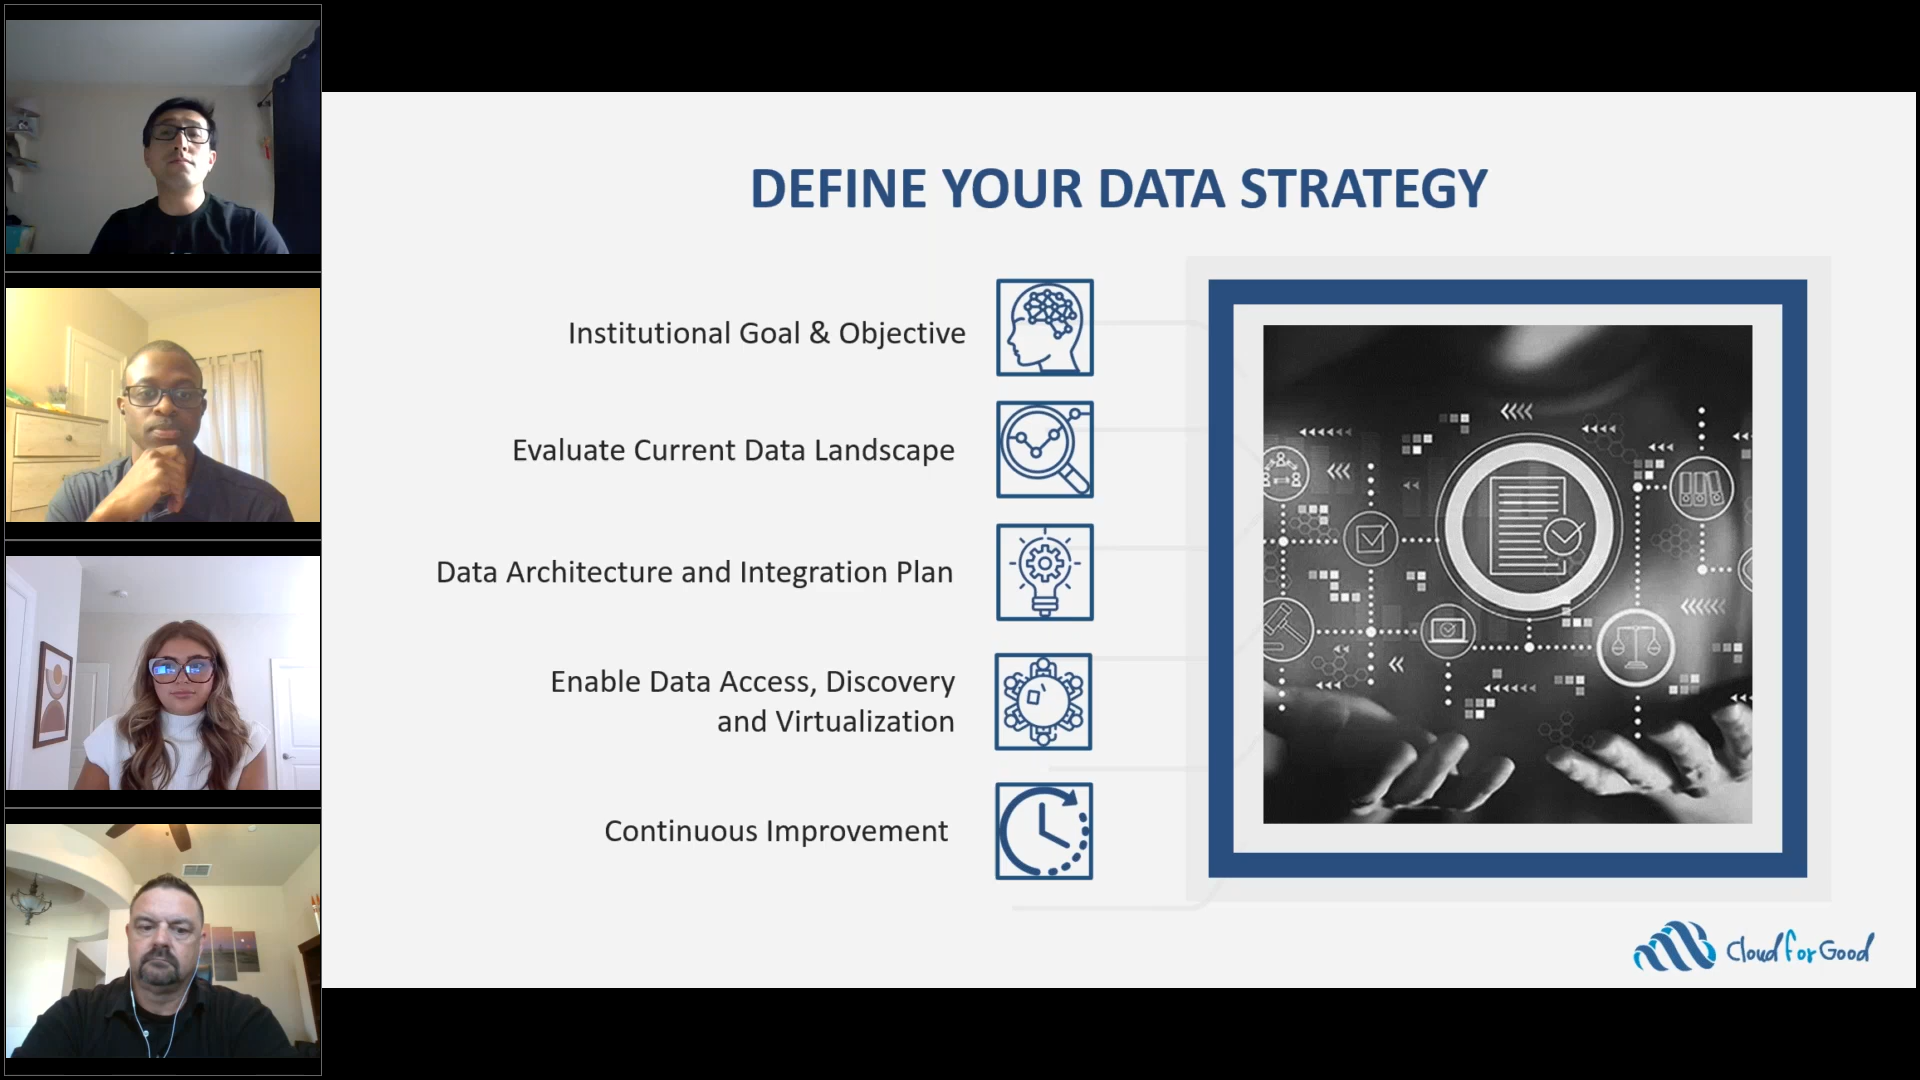 DEFINE YOUR DATA STRATEGY
Institutional Goal & Objective
Evaluate Current Data Landscape
Data Architecture and Integration Plan
Enable Data Access, Discovery
and Virtualization
Continuous Improvement
Cloud for Good